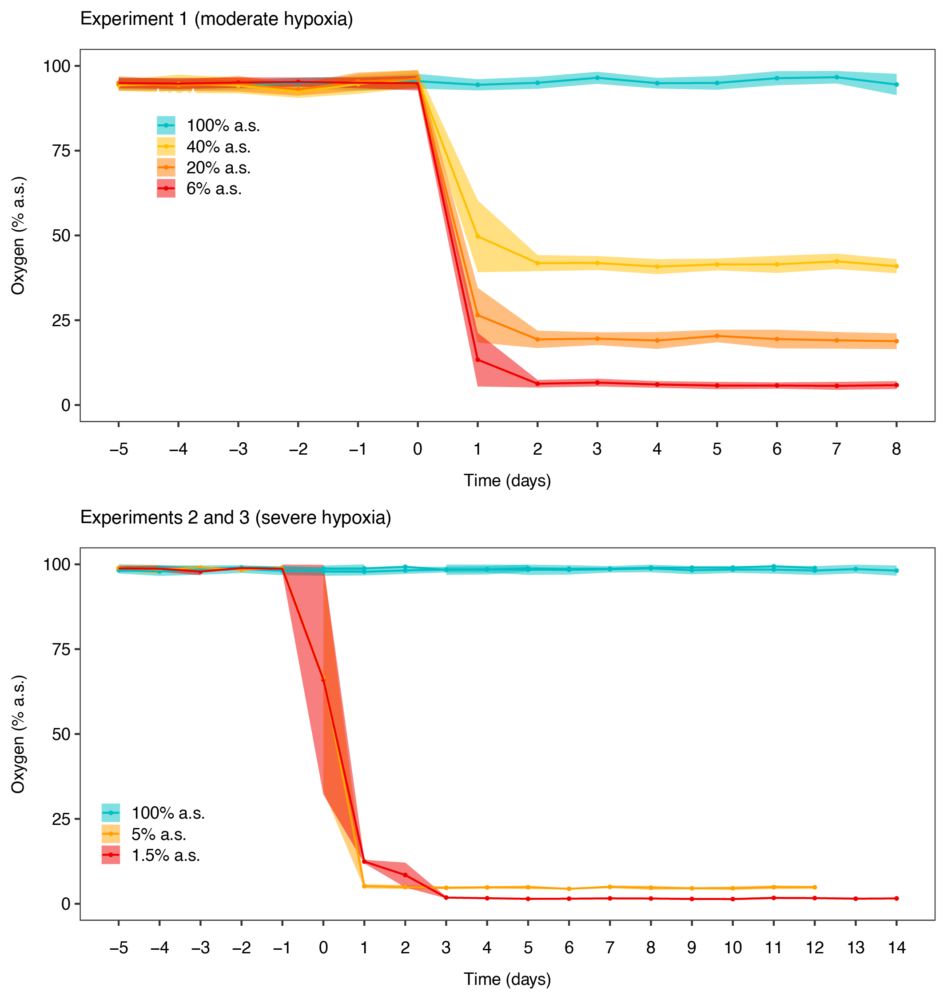 Experiment 1 (moderate hypoxia)
100
75
50
25
0
Oxygen (% a.s.)
100% a.s.
40% a.s.
20% a.s.
6% a.s.
−5 −4 −3 −2 −1 0 1 2 3 4 5 6 7 8
Time (days)
Experiments 2 and 3 (severe hypoxia)
100
75
50
25
0
Oxygen (% a.s.)
100% a.s.
5% a.s.
1.5% a.s.
−5 −4 −3 −2 −1 0 1 2 3 4 5 6 7 8 9 10 11 12 13 14
Time (days)